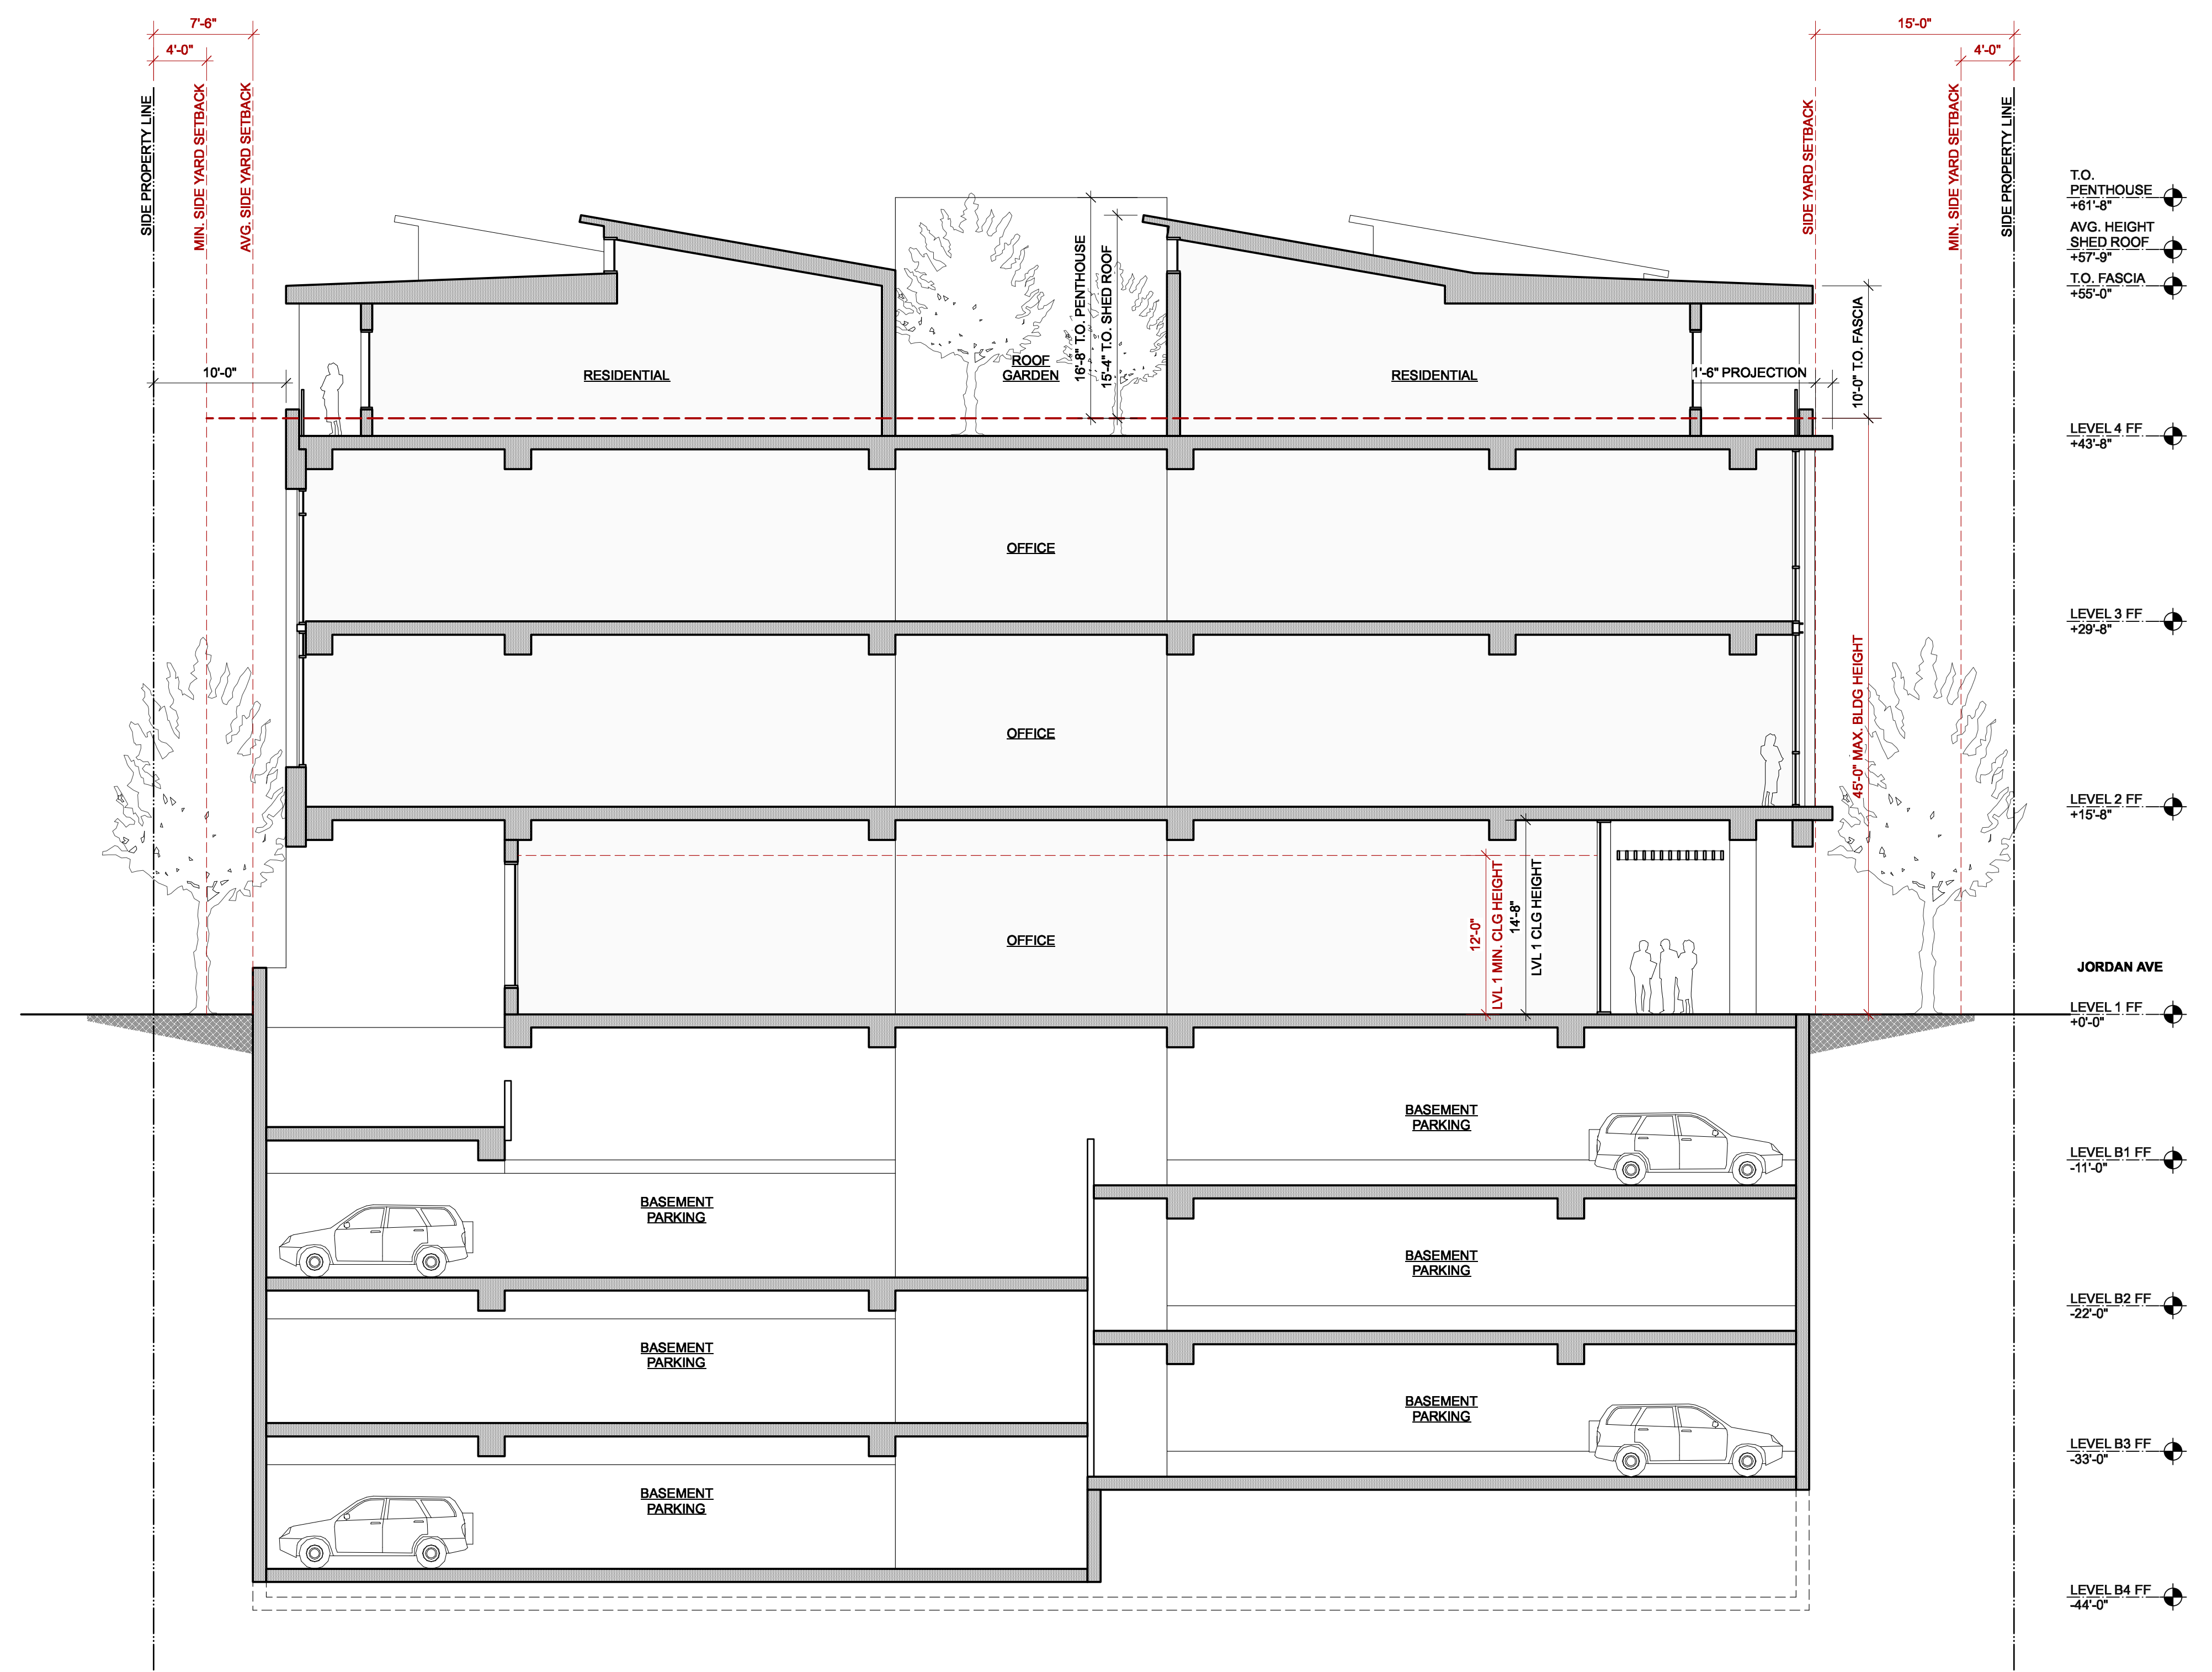 7'-6"
15'-0"
4'-0"
4'-0"
SIDE PROPERTY LINE
MIN. SIDE YARD SETBACK
AVG. SIDE YARD SETBACK
SIDE YARD SETBACK
MIN. SIDE YARD SETBACK
SIDE PROPERTY LINE
T.O.
PENTHOUSE
+61'-8"
AVG. HEIGHT
SHED ROOF
+57'-9"
T.O. FASCIA
+55'-0"
16'-8" T.O. PENTHOUSE
15'-4" T.O. SHED ROOF
10'-0" T.O. FASCIA
10'-0"
RESIDENTIAL
ROOF
GARDEN
RESIDENTIAL
1'-6" PROJECTION
LEVEL 4 FF
+43'-8"
OFFICE
LEVEL 3 FF
+29'-8"
45'-0" MAX. BLDG HEIGHT
OFFICE
LEVEL 2 FF
+15'-8"
OFFICE
12'-0"
LVL 1 MIN. CLG HEIGHT
14'-8"
LVL 1 CLG HEIGHT
JORDAN AVE
LEVEL 1 FF
+0'-0"
BASEMENT
PARKING
LEVEL B1 FF
-11'-0"
BASEMENT
PARKING
BASEMENT
PARKING
LEVEL B2 FF
-22'-0"
BASEMENT
PARKING
BASEMENT
PARKING
LEVEL B3 FF
-33'-0"
BASEMENT
PARKING
LEVEL B4 FF
-44'-0"